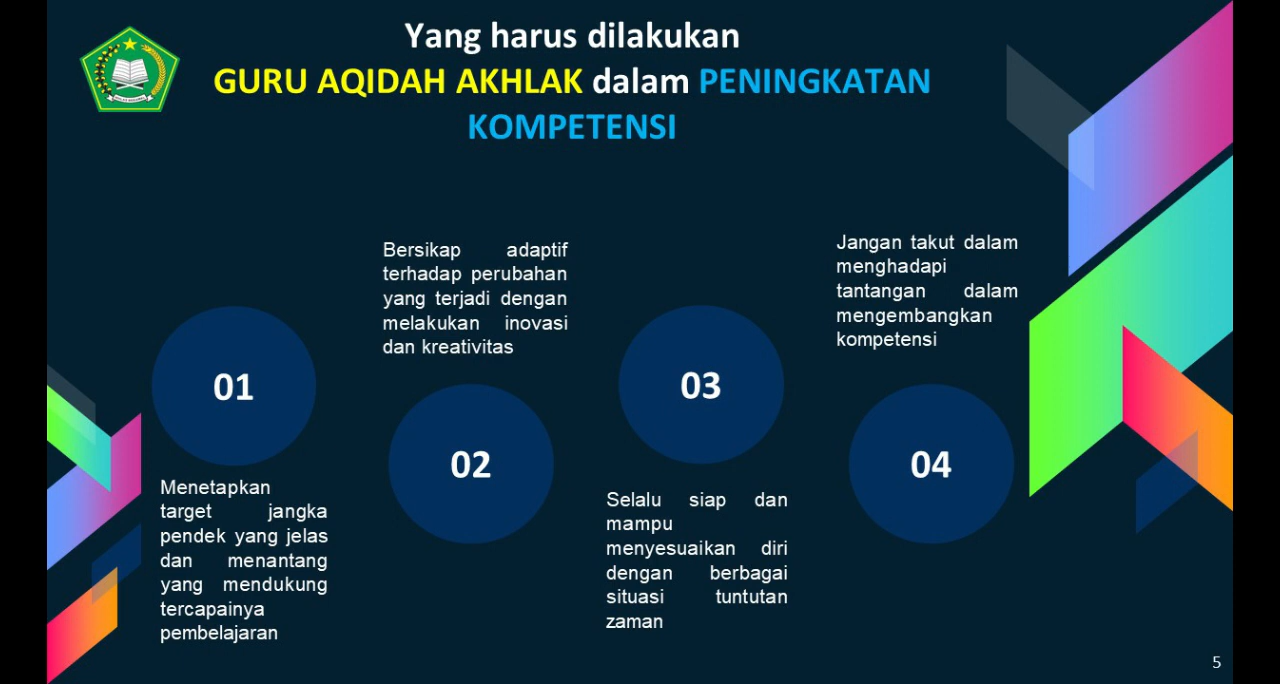 Yang harus dilakukan
GURU AQIDAH AKHLAK dalam PENINGKATAN
KOMPETENSI
01
Menetapkan
target jangka
pendek yang jelas
dan menantang
yang mendukung
tercapainya
pembelajaran
Bersikap adaptif
terhadap perubahan
yang terjadi dengan
melakukan inovasi
dan kreativitas
02
03
Selalu siap dan
mampu
menyesuaikan diri
dengan berbagai
situasi tuntutan
zaman
Jangan takut dalam
menghadapi
tantangan dalam
mengembangkan
kompetensi
04
5